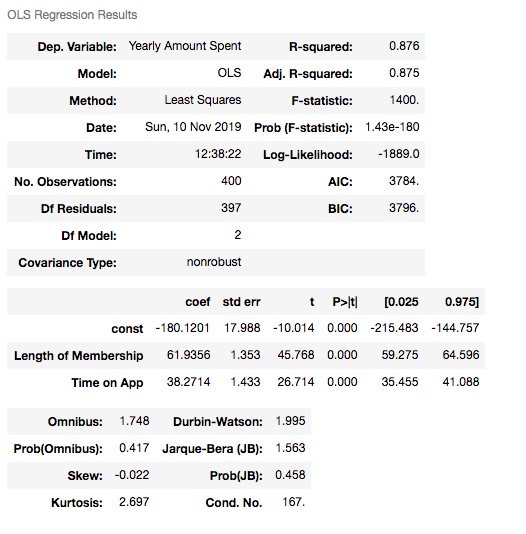 OLS Regression Results
Dep. Variable: Yearly Amount Spent R-squared: 0.876
Model: OLS Adj. R-squared: 0.875
Method: Least Squares F-statistic: 1400.
Date: Sun, 10 Nov 2019 Prob (F-statistic): 1.43e-180
Time: 12:38:22 Log-Likelihood: -1889.0
No. Observations: 400 AIC: 3784.
Df Residuals: 397 BIC: 3796.
Df Model: 2
Covariance Type: nonrobust
coef std err t P>|t| [0.025 0.975]
const -180.1201 17.988 -10.014 0.000 -215.483 -144.757
Length of Membership 61.9356 1.353 45.768 0.000 59.275 64.596
Time on App 38.2714 1.433 26.714 0.000 35.455 41.088
Omnibus: 1.748 Durbin-Watson: 1.995
Prob(Omnibus): 0.417 Jarque-Bera (JB): 1.563
Skew: -0.022 Prob(JB): 0.458
Kurtosis: 2.697 Cond. No. 167.